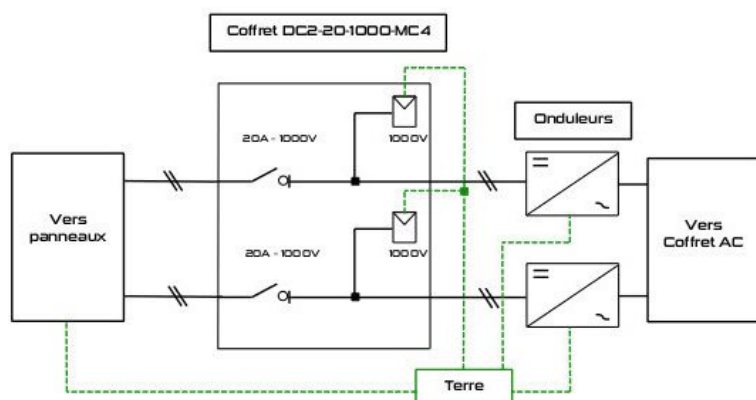 Coffret DC2-20-1000-MC4
Onduleurs
20A - 1000V
1000V
Vers
panneaux
20A - 1000V
1000V
Vers
Coffret AC
Terre